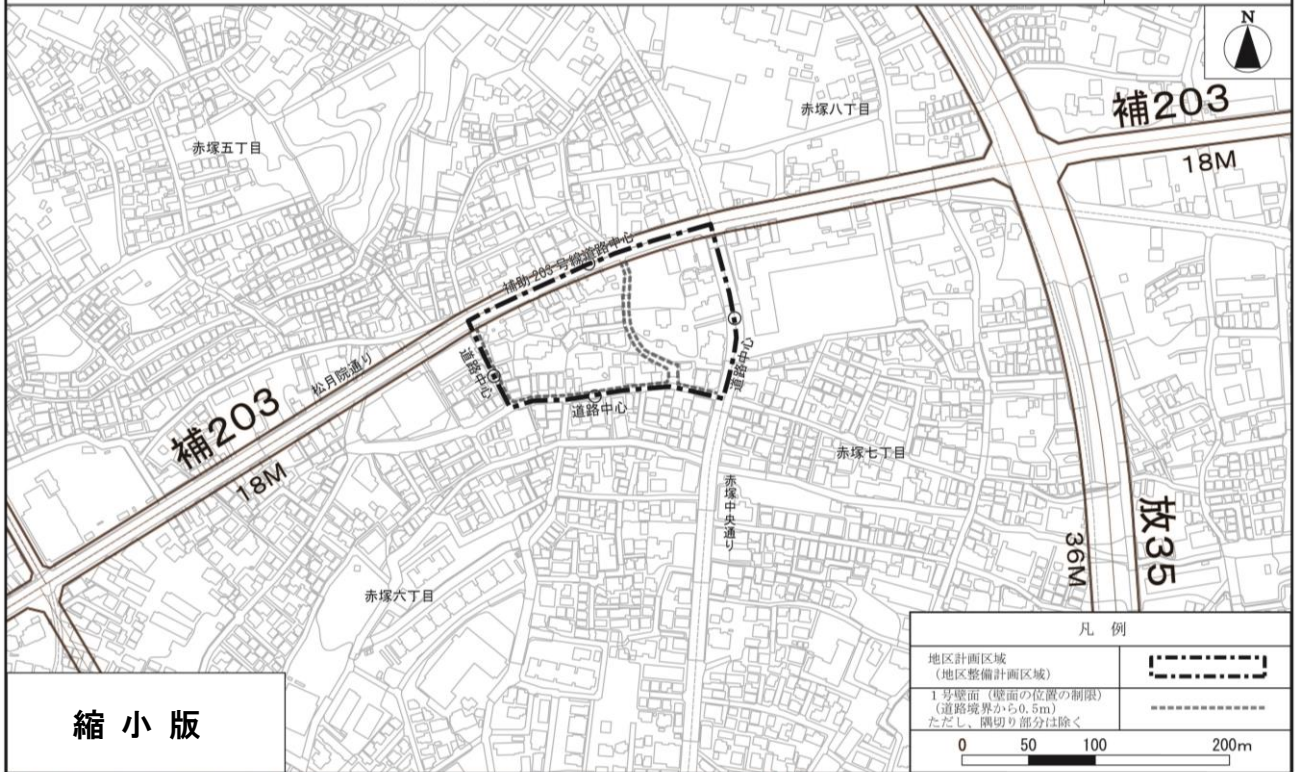 N
補203
18M
赤塚八丁目
赤塚五丁目
補助203号線道路中心
道路中心
松月院通り
道路中心
道路中心
補203
18M
赤塚七丁目
赤塚中央通り
放35
36M
赤塚六丁目
凡 例
地区計画区域
(地区整備計画区域)
1号壁面(壁面の位置の制限)
(道路境界から0.5m)
ただし、隅切り部分は除く
0 50 100 200m
縮 小 版